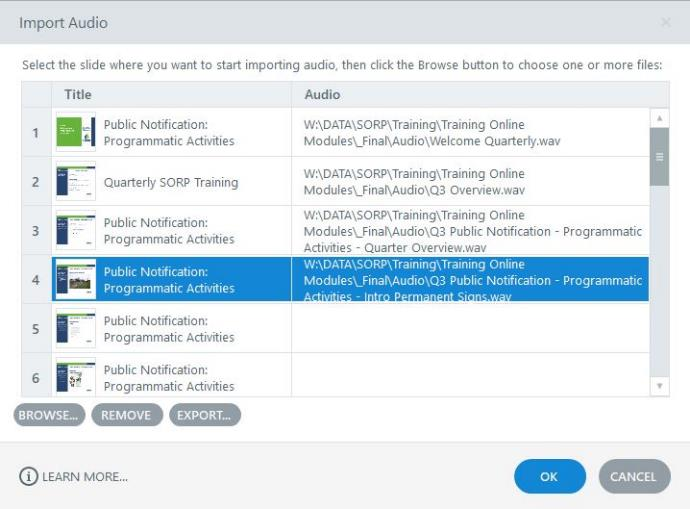 Import Audio
Select the slide where you want to start importing audio, then click the Browse button to choose one or more files:
Title Audio
1 Public Notification: Programmatic Activities
W:\DATA\SORP\Training\Training Online
Modules\_Final\Audio\Welcome Quarterly.wav
2 Quarterly SORP Training
W:\DATA\SORP\Training\Training Online
Modules\_Final\Audio\Q3 Overview.wav
3 Public Notification: Programmatic Activities
W:\DATA\SORP\Training\Training Online
Modules\_Final\Audio\Q3 Public Notification - Programmatic
Activities - Quarter Overview.wav
4 Public Notification: Programmatic Activities
W:\DATA\SORP\Training\Training Online
Modules\_Final\Audio\Q3 Public Notification - Programmatic
Activities - Intro Permanent Signs.wav
5 Public Notification: Programmatic Activities
6 Public Notification: Programmatic Activities
BROWSE... REMOVE EXPORT...
LEARN MORE... OK CANCEL